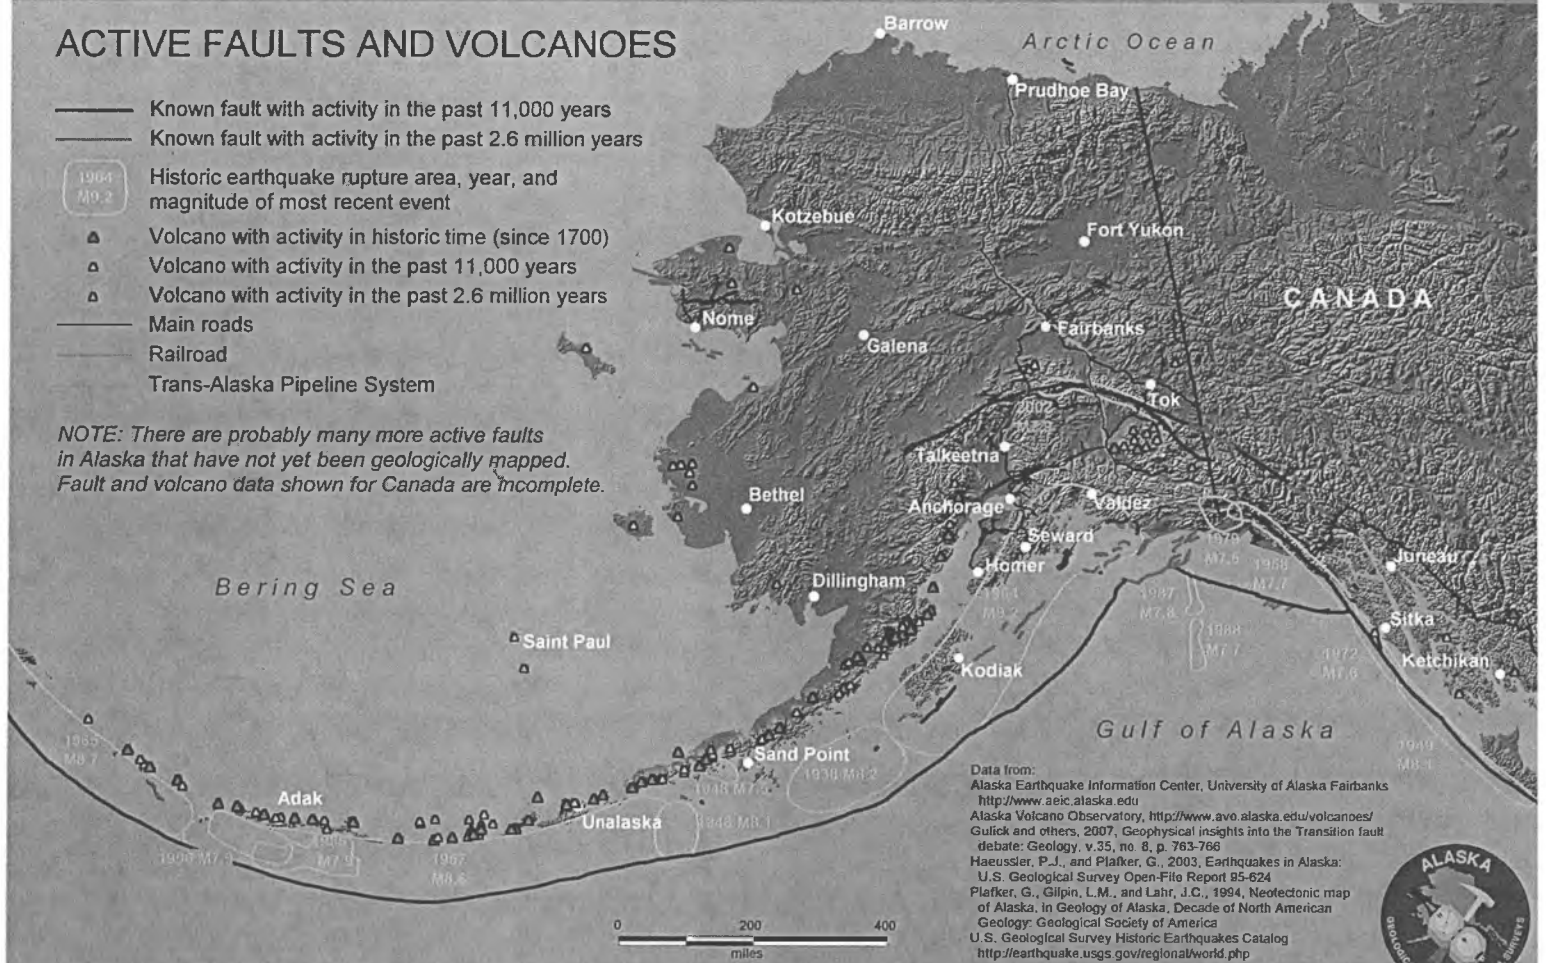 ACTIVE FAULTS AND VOLCANOES
Known fault with activity in the past 11,000 years
Known fault with activity in the past 2.6 million years
1964
M9.2
Historic earthquake rupture area, year, and
magnitude of most recent event
Volcano with activity in historic time (since 1700)
Volcano with activity in the past 11,000 years
Volcano with activity in the past 2.6 million years
Main roads
Railroad
Trans-Alaska Pipeline System
NOTE: There are probably many more active faults
in Alaska that have not yet been geologically mapped.
Fault and volcano data shown for Canada are incomplete.
Barrow
Arctic Ocean
Prudhoe Bay
Kotzebue
Fort Yukon
CANADA
Nome
Galena
Fairbanks
Tok
2002
Talkeetna
Bethel
Anchorage
Valdez
Seward
Homer
1964
M9.2
1979
M7.6
1958
M7.7
Juneau
Bering Sea
Dillingham
1987
M7.8
1988
M7.7
Sitka
Saint Paul
Kodiak
1972
M7.6
Ketchikan
Gulf of Alaska
1949
M8.1
1965
M8.7
Sand Point
1938 M8.2
1948 M7.5
Adak
Unalaska
1946 M8.1
M7.9
M8.6
Data from:
Alaska Earthquake Information Center, University of Alaska Fairbanks
http://www.aeic.alaska.edu
Alaska Volcano Observatory, http://www.avo.alaska.edu/volcanoes/
Gulick and others, 2007, Geophysical insights into the Transition fault
debate: Geology, v.35, no. 8, p. 763-766
Haeussler, P.J., and Plafker, G., 2003, Earthquakes in Alaska:
U.S. Geological Survey Open-File Report 95-624
Plafker, G., Gilpin, L.M., and Lahr, J.C., 1994, Neotectonic map
of Alaska, in Geology of Alaska, Decade of North American
Geology: Geological Society of America
U.S. Geological Survey Historic Earthquakes Catalog
http://earthquake.usgs.gov/regional/world.php
0 200 400
miles
ALASKA